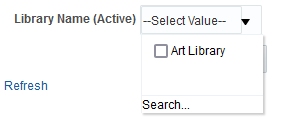 Library Name (Active) --Select Value--
Art Library
Refresh
Search...